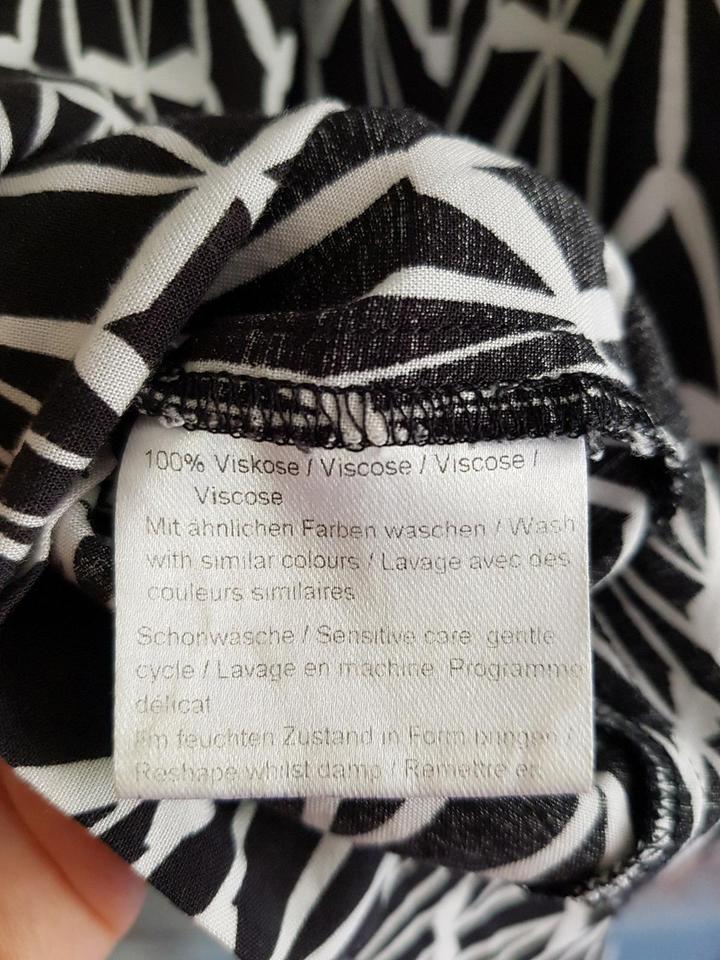 100% Viskose / Viscose / Viscose /
Viscose
Mit ähnlichen Farben waschen / Wash
with similar colours / Lavage avec des
couleurs similaires
Schonwäsche / Sensitive care gentle
cycle / Lavage en machine Programme
délicat
Im feuchten Zustand in Form bringen /
Reshape whilst damp / Remettre en